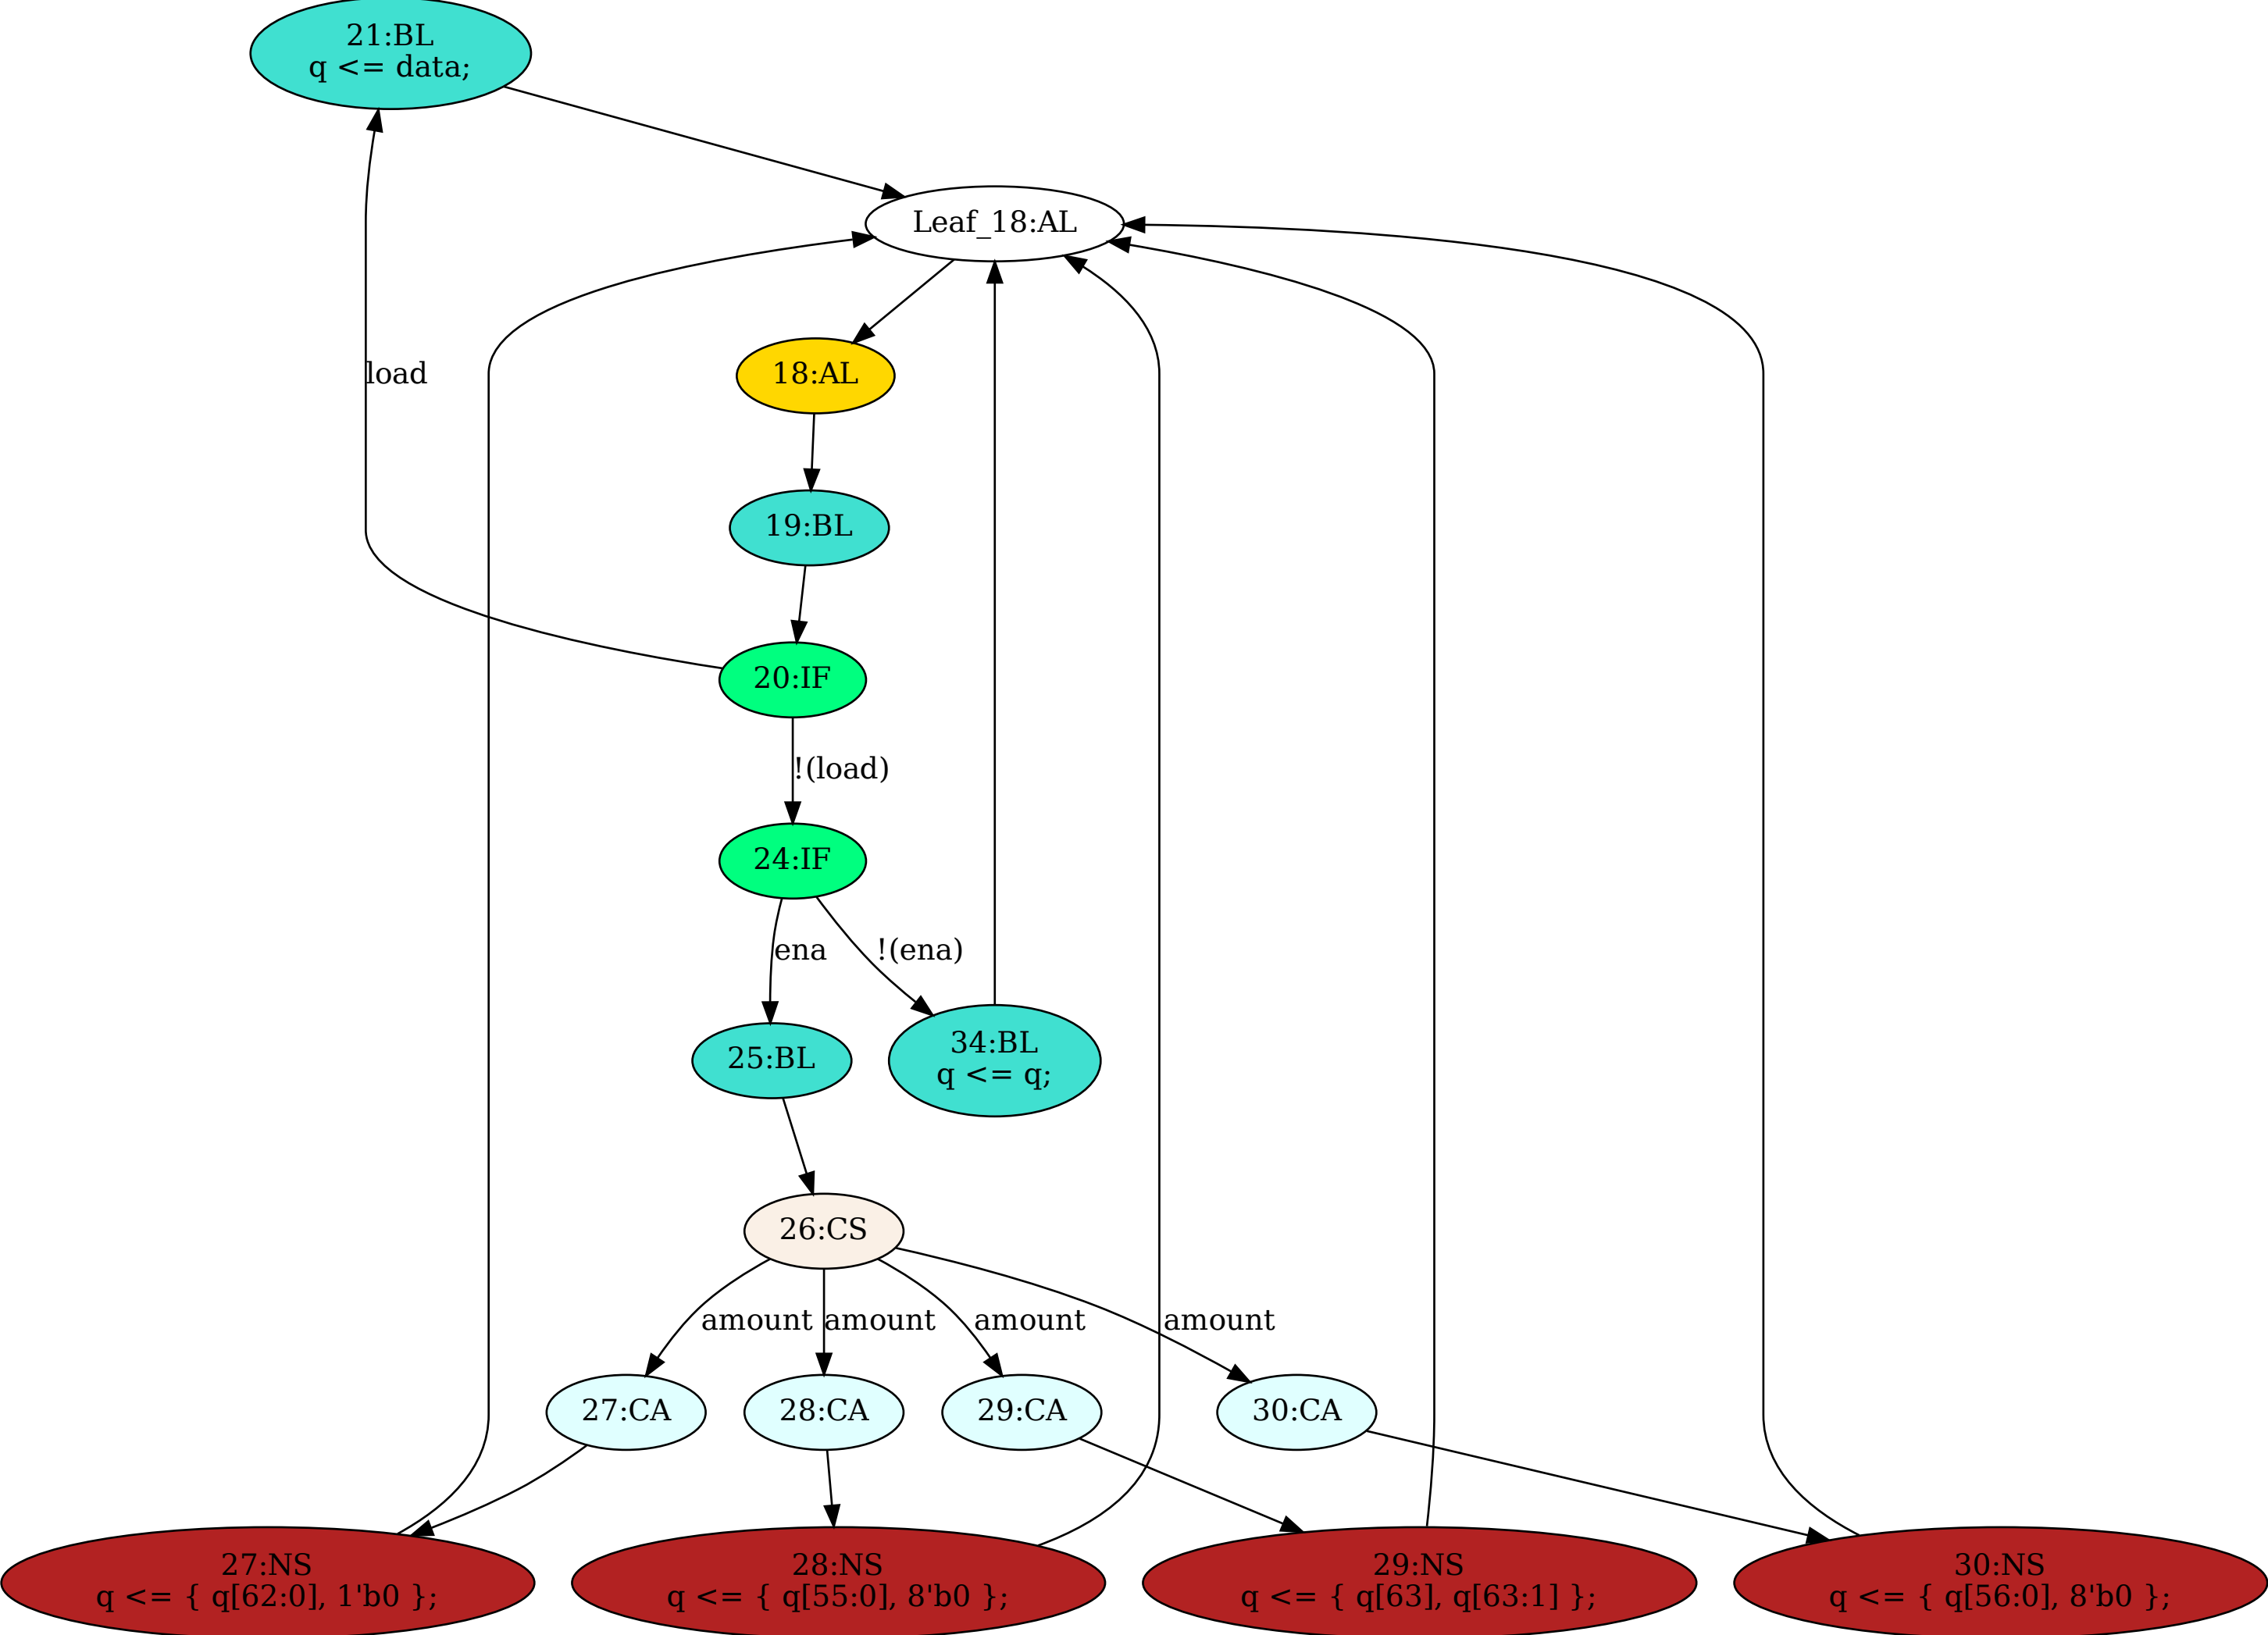 21:BL
q <= data;
Leaf_18:AL
load
18:AL
19:BL
20:IF
!(load)
24:IF
ena
!(ena)
25:BL
34:BL
q <= q;
26:CS
amount
amount
amount
amount
27:CA
28:CA
29:CA
30:CA
27:NS
q <= { q[62:0], 1'b0 };
28:NS
q <= { q[55:0], 8'b0 };
29:NS
q <= { q[63], q[63:1] };
30:NS
q <= { q[56:0], 8'b0 };